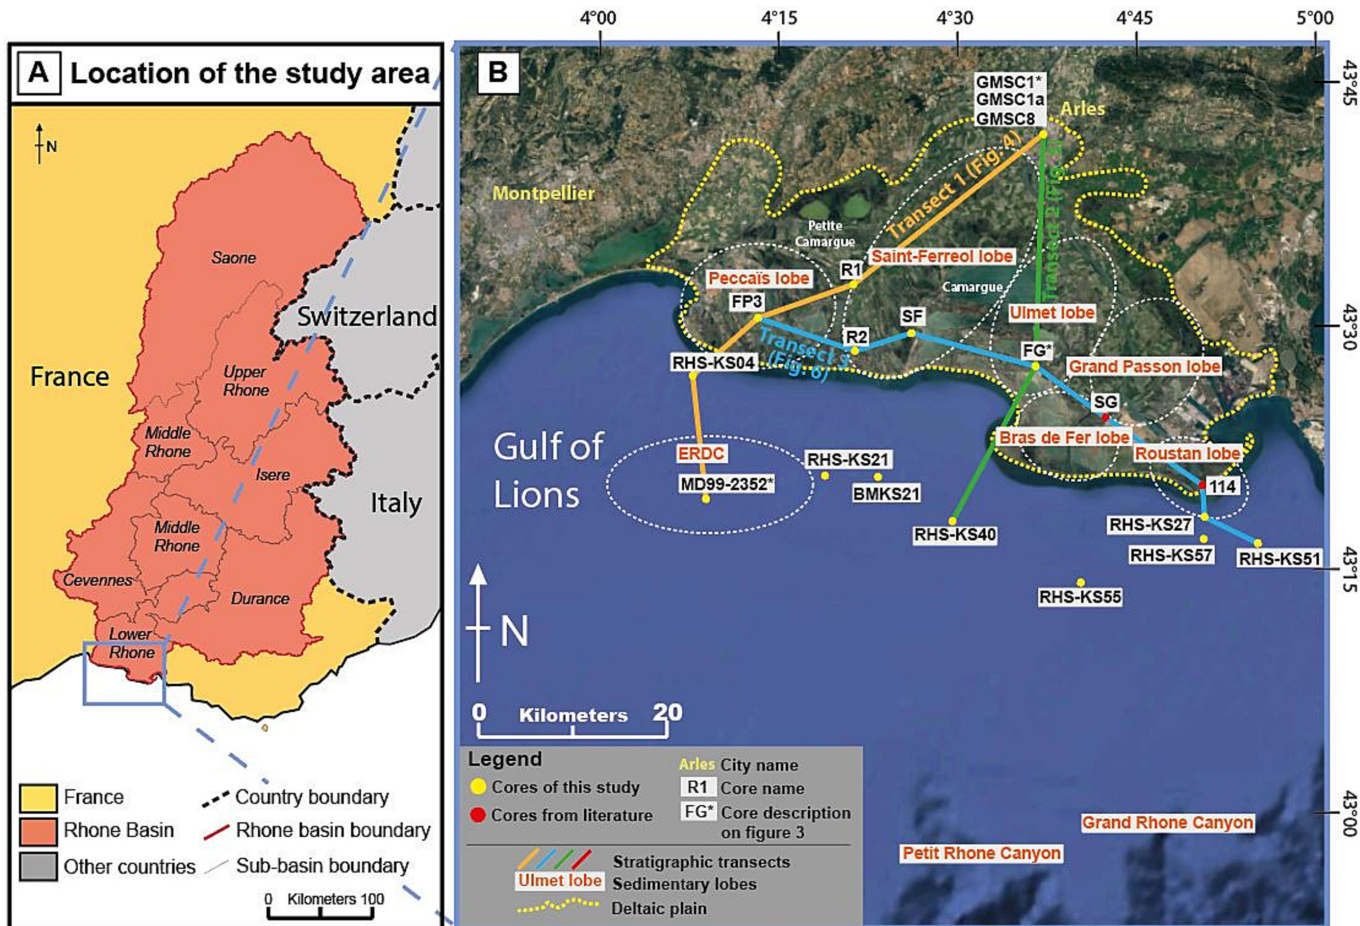 A Location of the study area
N
Saone
Switzerland
France
Upper
Rhone
Middle
Rhone
Isere
Italy
Middle
Rhone
Cevennes
Durance
Lower
Rhone
France
Rhone Basin
Other countries
Country boundary
Rhone basin boundary
Sub-basin boundary
0 Kilometers 100
4°00 4°15 4°30 4°45 5°00
B
43°45
43°30
43°15
43°00
GMSC1*
GMSC1a
GMSC8
Arles
Montpellier
Transect 1 (Fig. 4)
Transect 2
Petite
Camargue
Saint-Ferreol lobe
Peccaïs lobe
R1
Camargue
FP3
SF
Ulmet lobe
Transect 3
(Fig. 6)
R2
FG*
RHS-KS04
Grand Passon lobe
SG
Gulf of
Lions
Bras de Fer lobe
ERDC
RHS-KS21
Roustan lobe
MD99-2352*
BMKS21
114
RHS-KS40
RHS-KS27
RHS-KS57
RHS-KS51
RHS-KS55
N
0 Kilometers 20
Legend
Cores of this study
Cores from literature
Arles City name
R1 Core name
FG* Core description
on figure 3
Stratigraphic transects
Ulmet lobe Sedimentary lobes
Deltaic plain
Grand Rhone Canyon
Petit Rhone Canyon